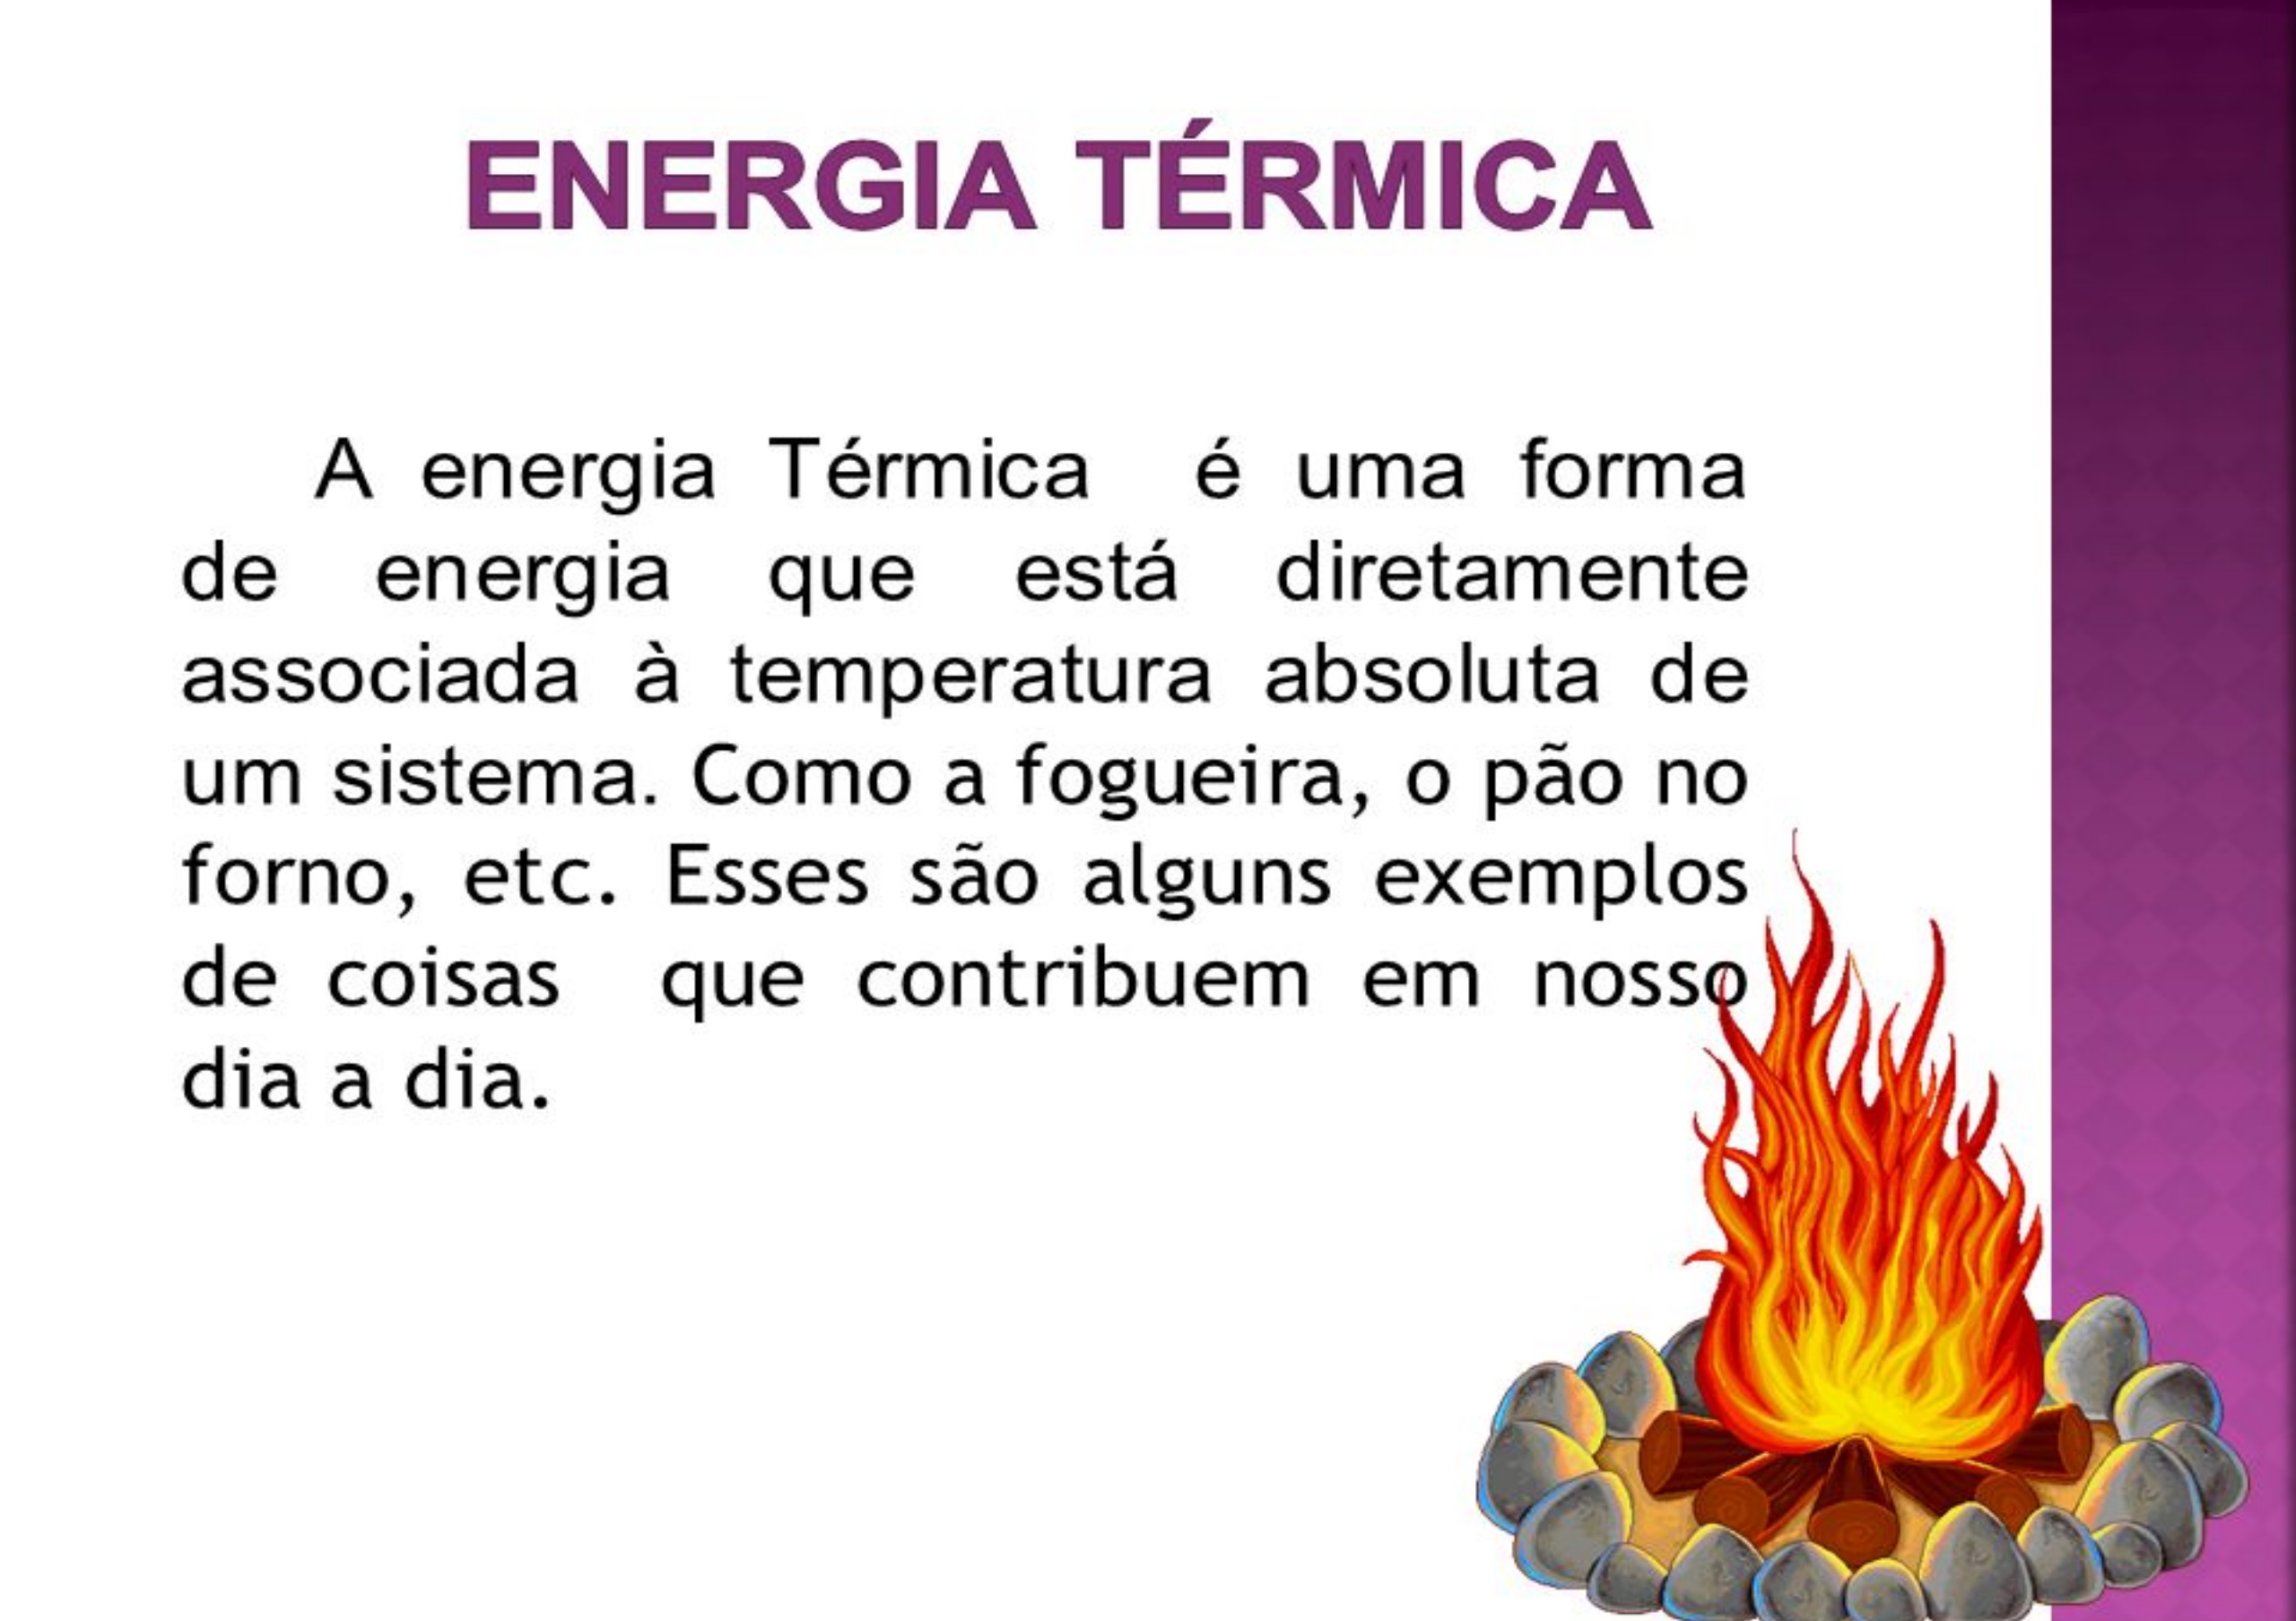 ENERGIA TÉRMICA
A energia Térmica é uma forma
de energia que está diretamente
associada à temperatura absoluta de
um sistema. Como a fogueira, o pão no
forno, etc. Esses são alguns exemplos
de coisas que contribuem em nosso
dia a dia.